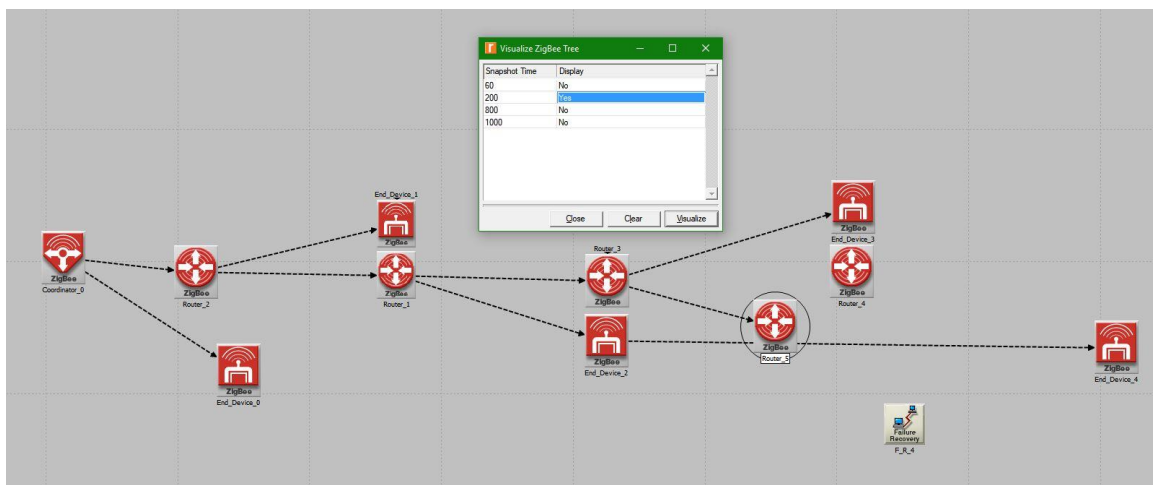 Visualize ZigBee Tree
Snapshot Time Display
60 No
200 Yes
800 No
1000 No
Close Clear Visualize
End_Device_1
ZigBee
ZigBee
Coordinator_0
ZigBee
Router_2
ZigBee
Router_1
ZigBee
End_Device_0
Router_3
ZigBee
ZigBee
End_Device_2
ZigBee
End_Device_3
ZigBee
Router_4
ZigBee
Router_5
ZigBee
End_Device_4
Failure
Recovery
F_R_4